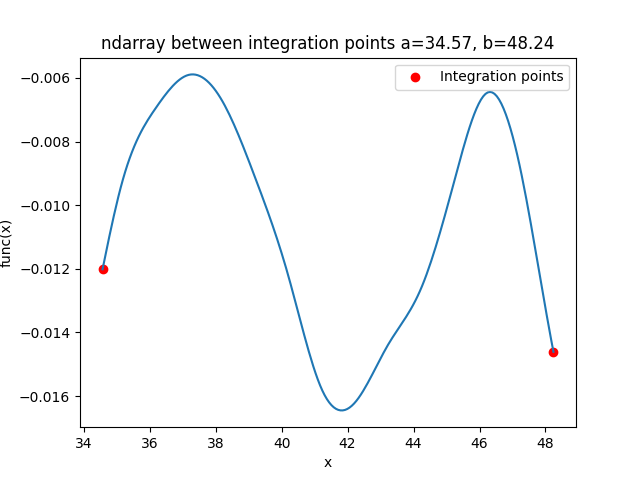 ndarray between integration points a=34.57, b=48.24
Integration points
−0.006
−0.008
−0.010
−0.012
−0.014
−0.016
func(x)
34 36 38 40 42 44 46 48
x